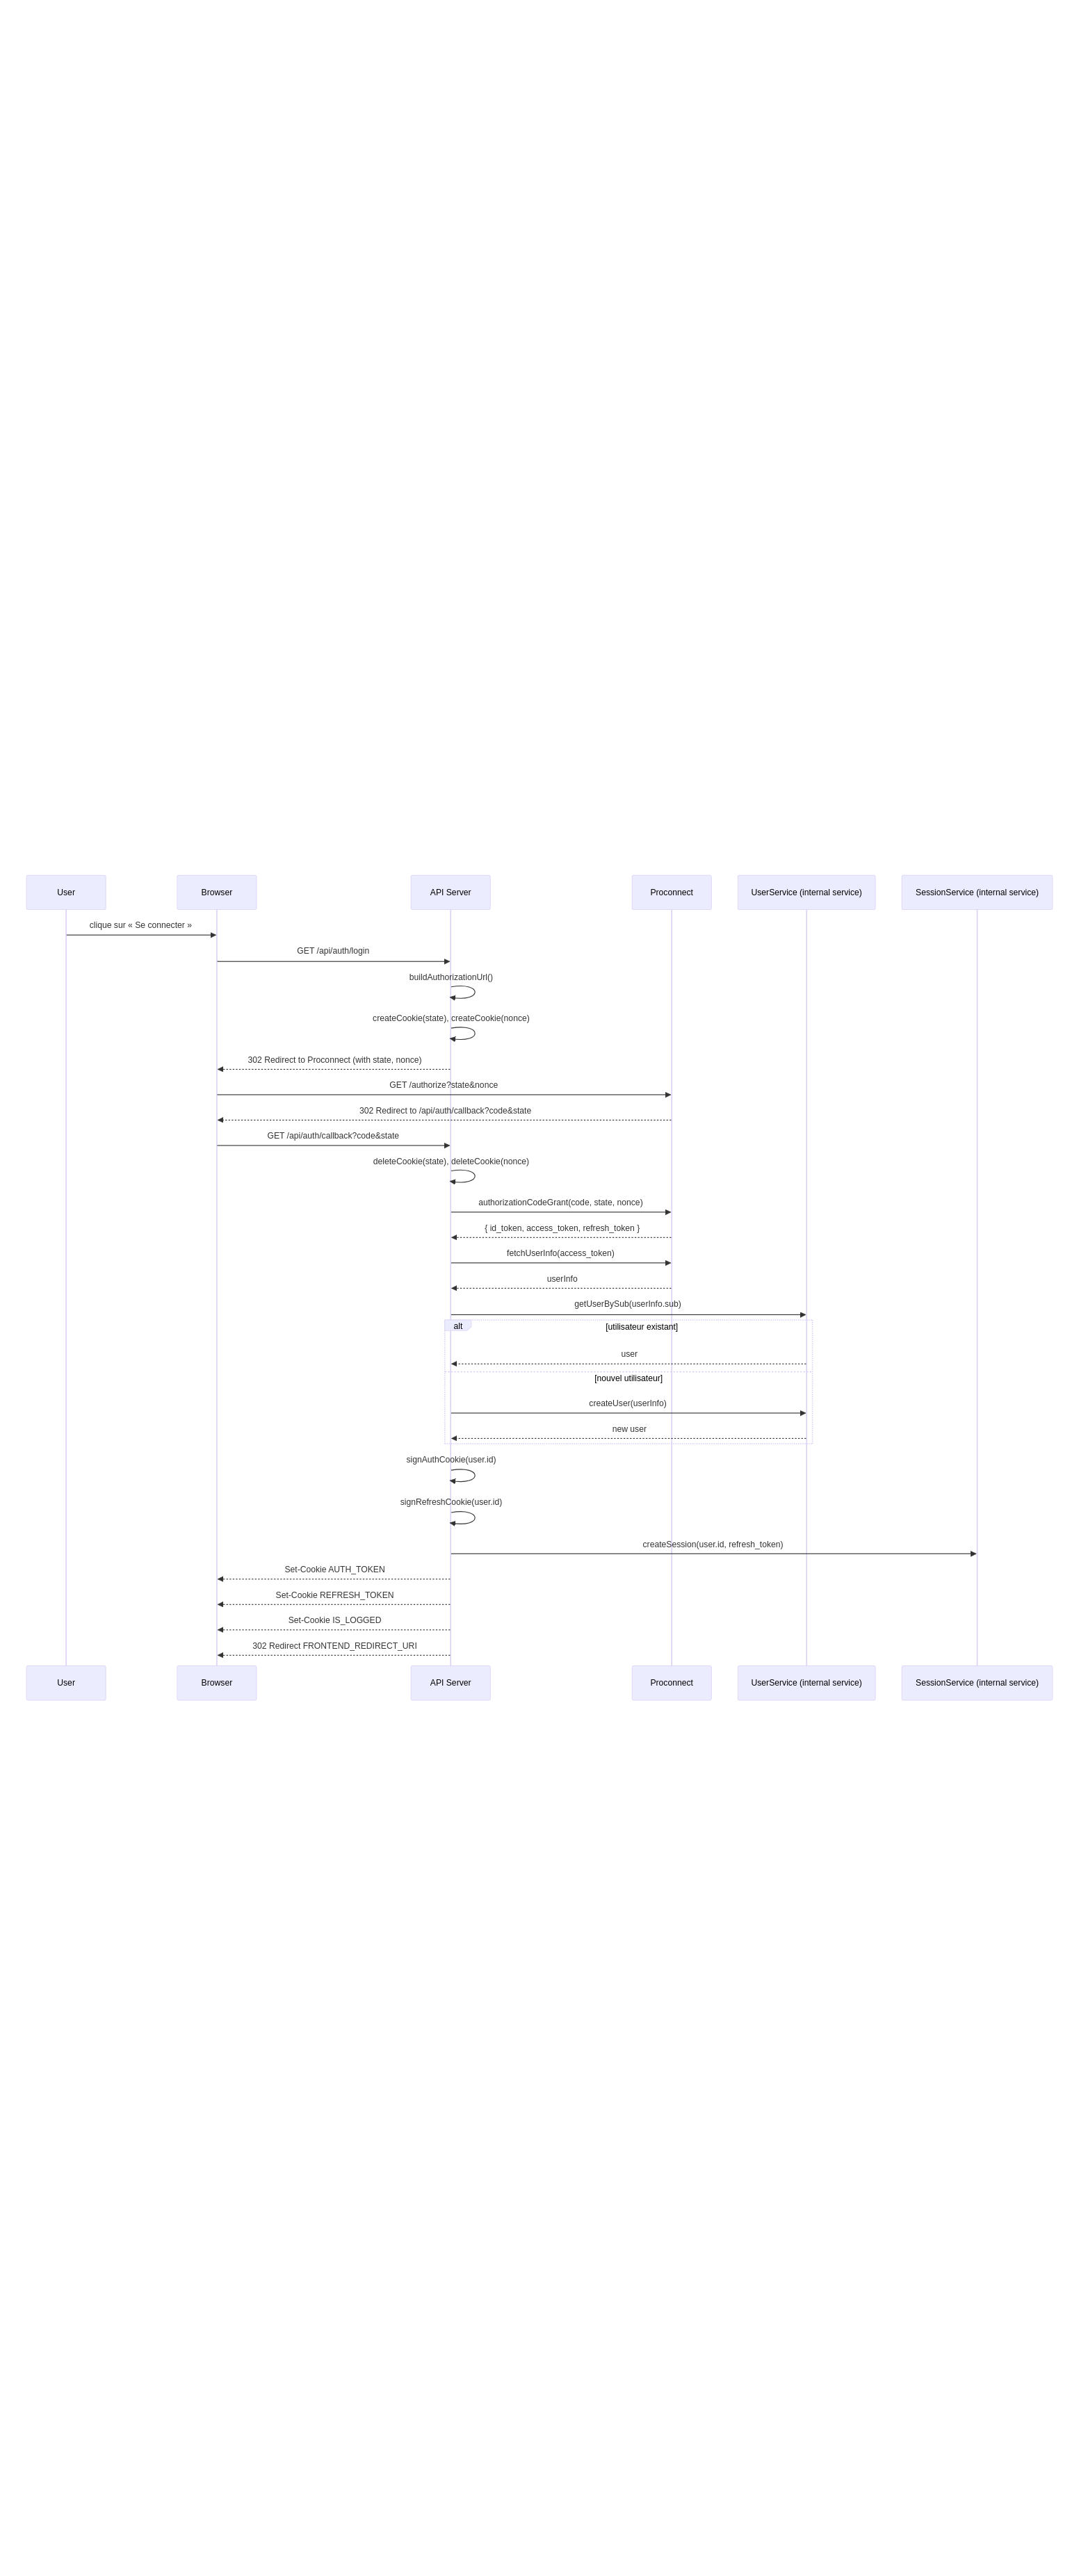 User
Browser
API Server
Proconnect
UserService (internal service)
SessionService (internal service)
clique sur « Se connecter »
GET /api/auth/login
buildAuthorizationUrl()
createCookie(state), createCookie(nonce)
302 Redirect to Proconnect (with state, nonce)
GET /authorize?state&nonce
302 Redirect to /api/auth/callback?code&state
GET /api/auth/callback?code&state
deleteCookie(state), deleteCookie(nonce)
authorizationCodeGrant(code, state, nonce)
{ id_token, access_token, refresh_token }
fetchUserInfo(access_token)
userInfo
getUserBySub(userInfo.sub)
alt
[utilisateur existant]
user
[nouvel utilisateur]
createUser(userInfo)
new user
signAuthCookie(user.id)
signRefreshCookie(user.id)
createSession(user.id, refresh_token)
Set-Cookie AUTH_TOKEN
Set-Cookie REFRESH_TOKEN
Set-Cookie IS_LOGGED
302 Redirect FRONTEND_REDIRECT_URI
User
Browser
API Server
Proconnect
UserService (internal service)
SessionService (internal service)